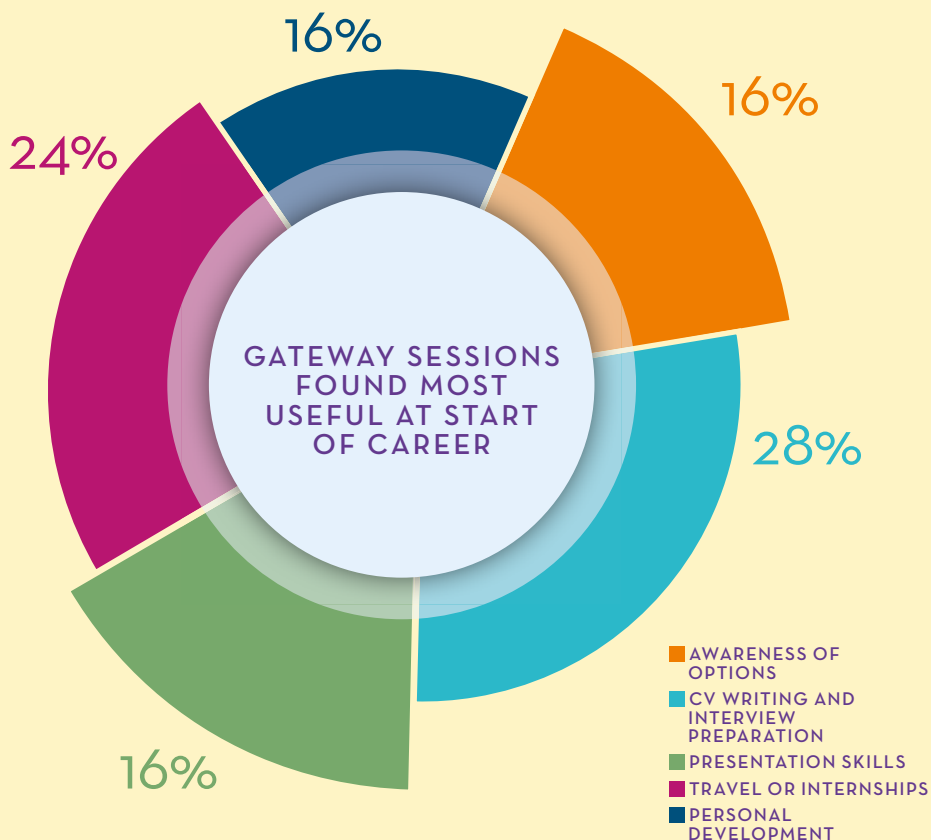 16%
16%
24%
GATEWAY SESSIONS
FOUND MOST
USEFUL AT START
OF CAREER
28%
16%
AWARENESS OF
OPTIONS
CV WRITING AND
INTERVIEW
PREPARATION
PRESENTATION SKILLS
TRAVEL OR INTERNSHIPS
PERSONAL
DEVELOPMENT